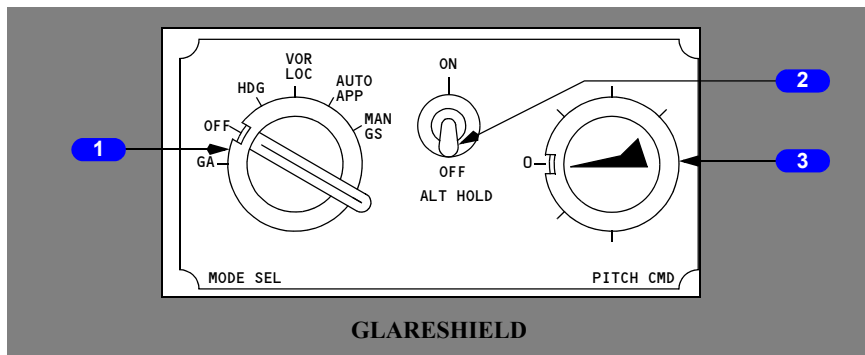 VOR
LOC
HDG
AUTO
APP
OFF
MAN
GS
GA
MODE SEL
ON
OFF
ALT HOLD
0
PITCH CMD
1
2
3
GLARESHIELD